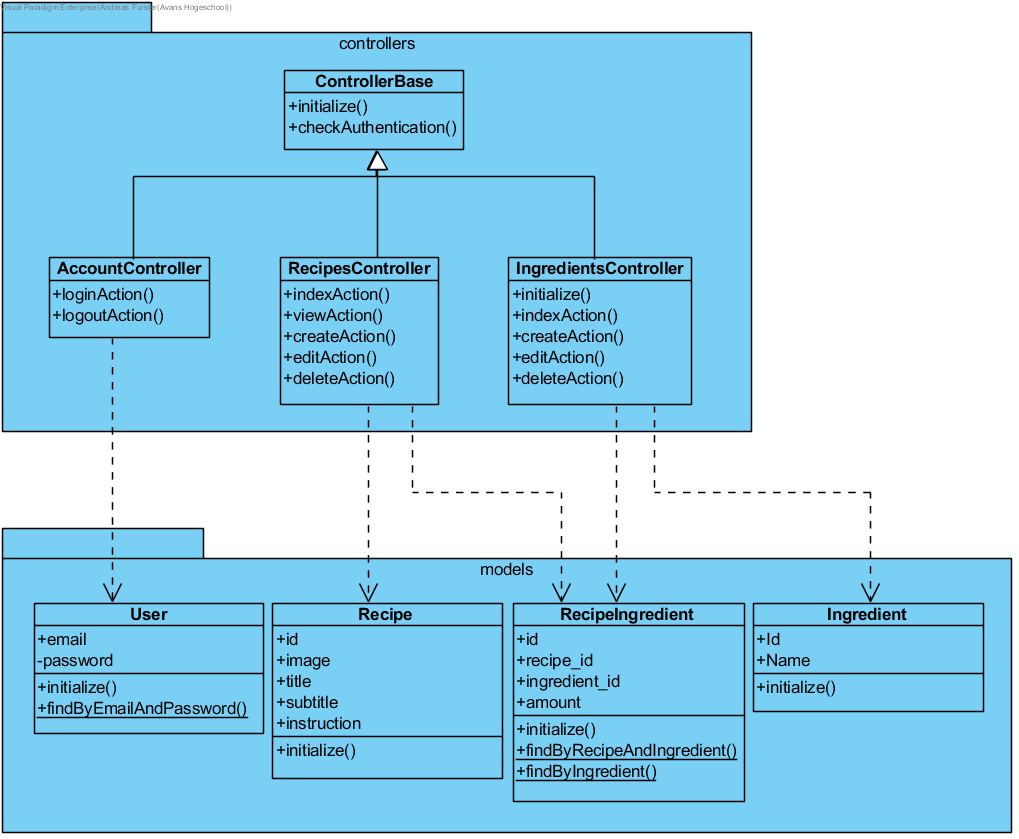 Visual Paradigm Enterprise(Andreas Furster(Avans Hogeschool))
controllers
ControllerBase
+initialize()
+checkAuthentication()
AccountController
+loginAction()
+logoutAction()
RecipesController
+indexAction()
+viewAction()
+createAction()
+editAction()
+deleteAction()
IngredientsController
+initialize()
+indexAction()
+createAction()
+editAction()
+deleteAction()
models
User
+email
-password
+initialize()
+findByEmailAndPassword()
Recipe
+id
+image
+title
+subtitle
+instruction
+initialize()
RecipeIngredient
+id
+recipe_id
+ingredient_id
+amount
+initialize()
+findByRecipeAndIngredient()
+findByIngredient()
Ingredient
+Id
+Name
+initialize()